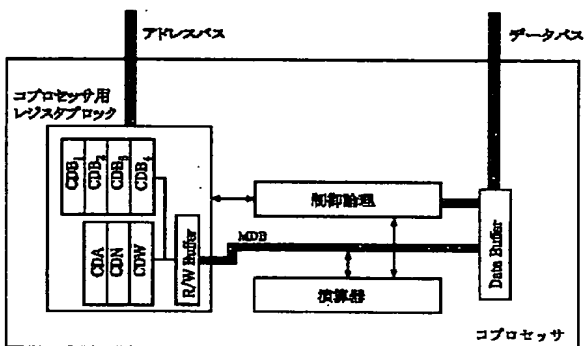 アドレスバス
データバス
コプロセッサ用
レジスタブロック
CDB1
CDB2
CDB3
CDB4
制御論理
CDA
CDN
CDW
R/W Buffer
MDB
Data Buffer
演算器
コプロセッサ